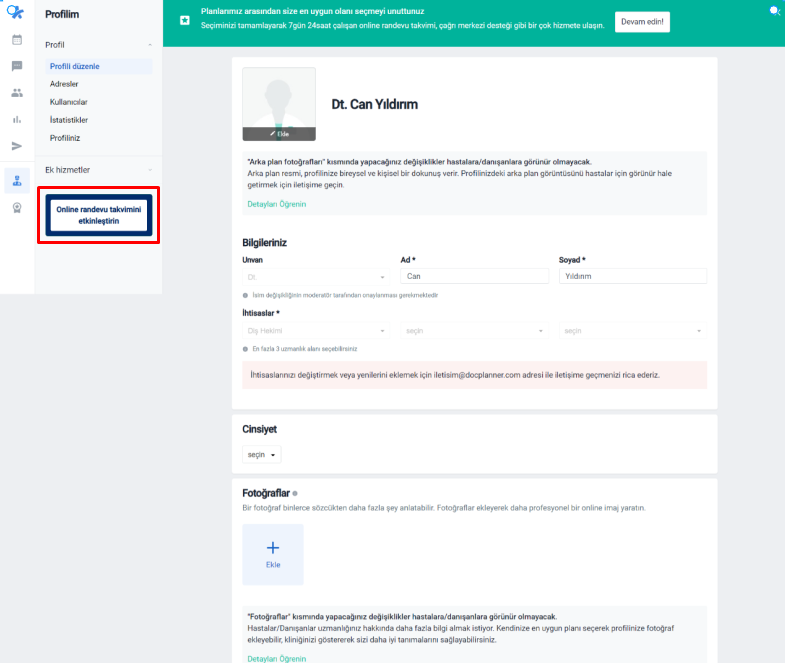 Profilim
Profil
Profili düzenle
Adresler
Kullanıcılar
İstatistikler
Profiliniz
Ek hizmetler
Online randevu takvimini
etkinleştirin
Planlarımız arasından size en uygun olanı seçmeyi unuttunuz
Seçiminizi tamamlayarak 7gün 24saat çalışan online randevu takvimi, çağrı merkezi desteği gibi bir çok hizmete ulaşın.
Devam edin!
Ekle
Dt. Can Yıldırım
"Arka plan fotoğrafları" kısmında yapacağınız değişiklikler hastalara/danışanlara görünür olmayacak.
Arka plan resmi, profilinize bireysel ve kişisel bir dokunuş verir. Profilinizdeki arka plan görüntüsünü hastalar için görünür hale
getirmek için iletişime geçin.
Detayları Öğrenin
Bilgileriniz
Unvan Ad * Soyad *
Dt. Can Yıldırım
İsim değişikliğinin moderatör tarafından onaylanması gerekmektedir
İhtisaslar *
Diş Hekimi seçin seçin
En fazla 3 uzmanlık alanı seçebilirsiniz
İhtisaslarınızı değiştirmek veya yenilerini eklemek için iletisim@docplanner.com adresi ile iletişime geçmenizi rica ederiz.
Cinsiyet
seçin
Fotoğraflar
Bir fotoğraf binlerce sözcükten daha fazla şey anlatabilir. Fotoğraflar ekleyerek daha profesyonel bir online imaj yaratın.
Ekle
"Fotoğraflar" kısmında yapacağınız değişiklikler hastalara/danışanlara görünür olmayacak.
Hastalar/Danışanlar uzmanlığınız hakkında daha fazla bilgi almak istiyor. Kendinize en uygun planı seçerek profilinize fotoğraf
ekleyebilir, kliniğinizi göstererek sizi daha iyi tanımalarını sağlayabilirsiniz.
Detayları Öğrenin